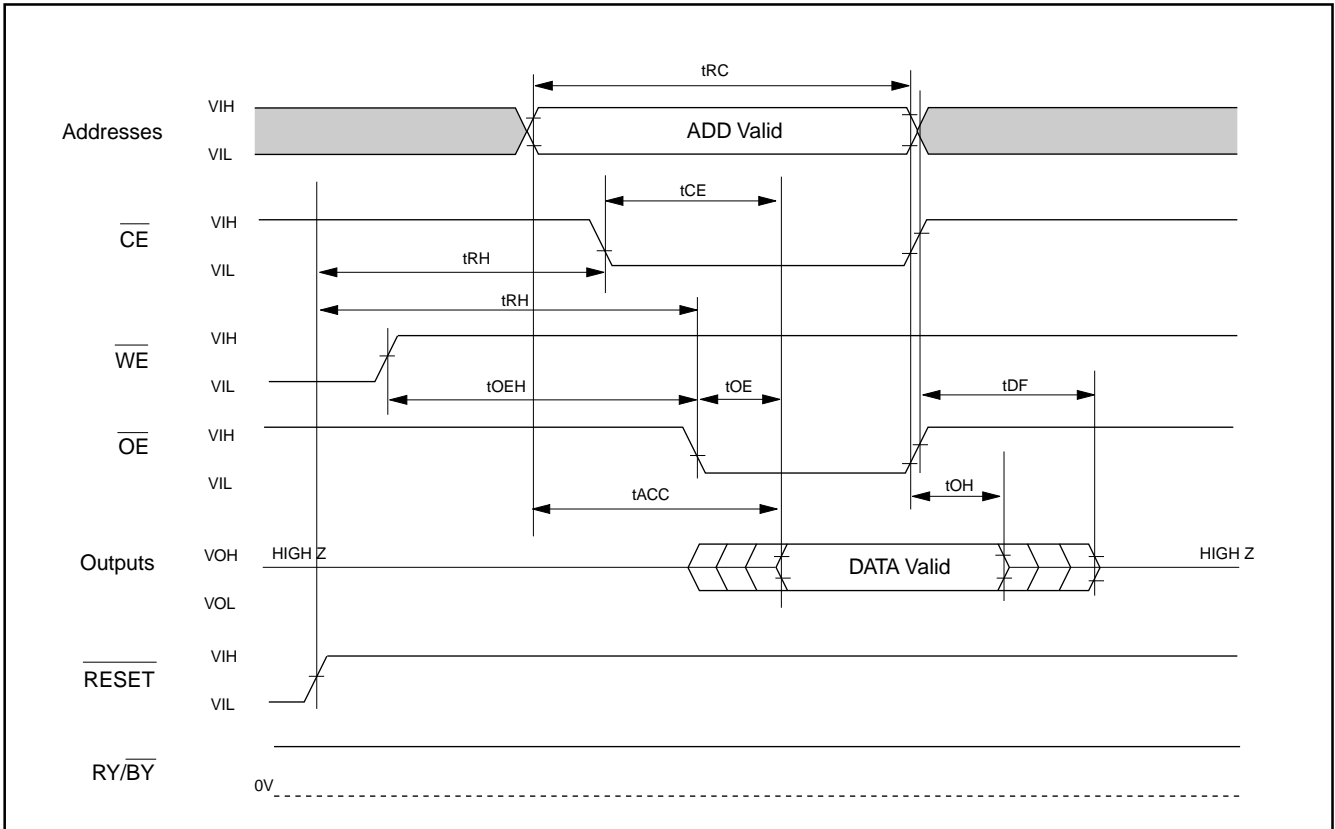 tRC
VIH
Addresses
ADD Valid
VIL
tCE
VIH
CE
tRH
VIL
tRH
VIH
WE
VIL
tOEH
tOE
tDF
VIH
OE
VIL
tACC
tOH
Outputs
VOH
HIGH Z
DATA Valid
HIGH Z
VOL
VIH
RESET
VIL
RY/BY
0V